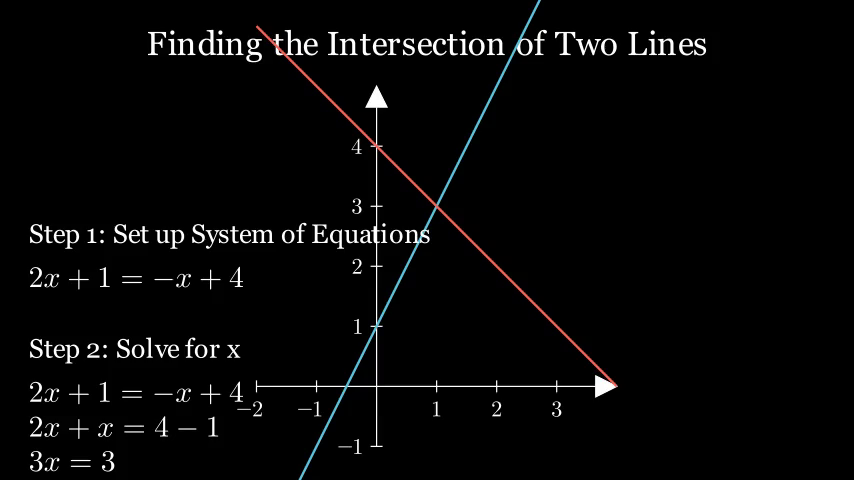 Finding the Intersection of Two Lines
4
3
Step 1: Set up System of Equations
2
2x + 1 = −x + 4
1
Step 2: Solve for x
2x + 1 = −x + 4
−2 −1 1 2 3
2x + x = 4 − 1
−1
3x = 3